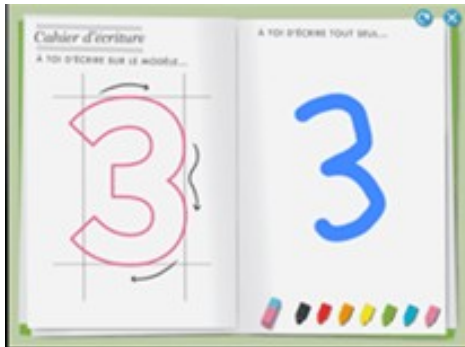 Cahier d'écriture
À TOI D'ÉCRIRE SUR LE MODÈLE...
3
À TOI D'ÉCRIRE TOUT SEUL...
3